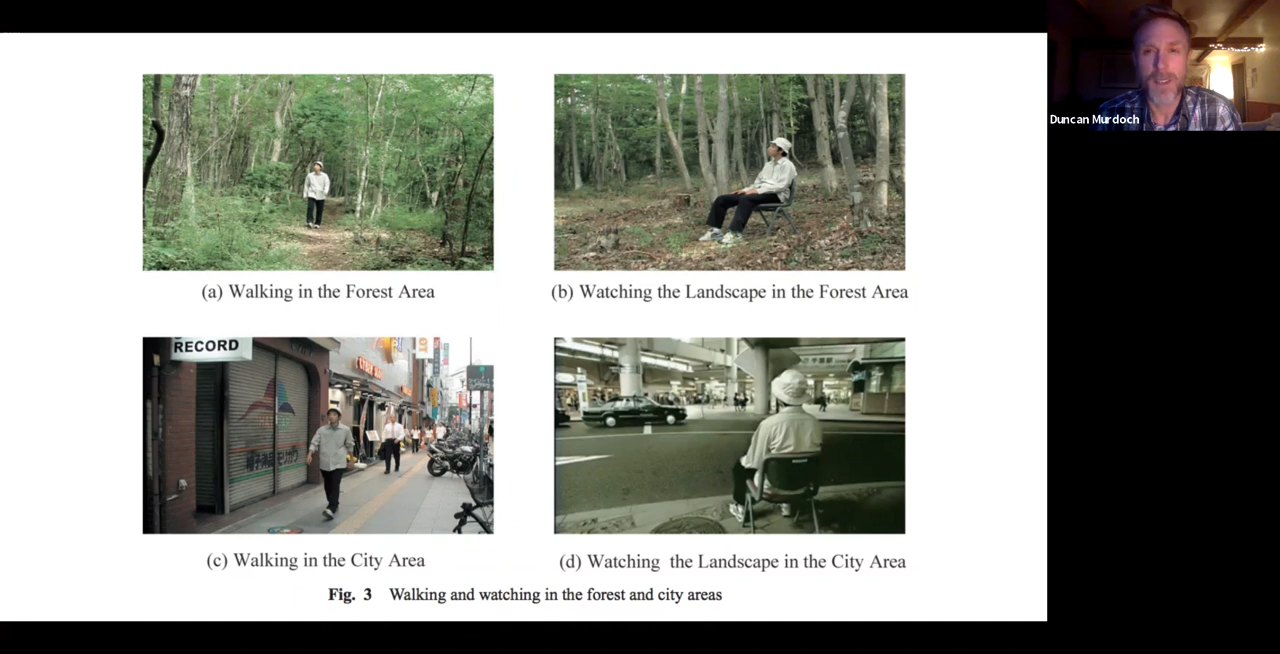 Duncan Murdoch
(a) Walking in the Forest Area
(b) Watching the Landscape in the Forest Area
RECORD
(c) Walking in the City Area
(d) Watching the Landscape in the City Area
Fig. 3 Walking and watching in the forest and city areas